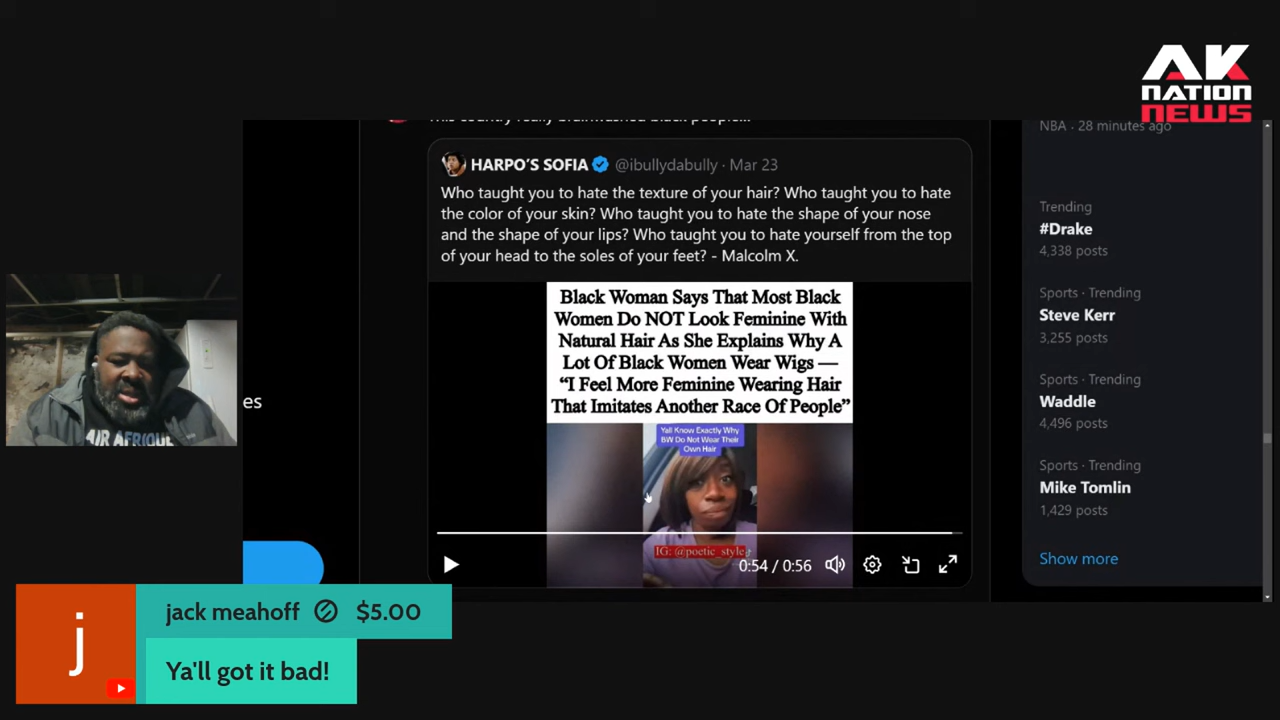 AK
NATION
NEWS
This country really brainwashed black people...
HARPO'S SOFIA @ibullydabully · Mar 23
Who taught you to hate the texture of your hair? Who taught you to hate
the color of your skin? Who taught you to hate the shape of your nose
and the shape of your lips? Who taught you to hate yourself from the top
of your head to the soles of your feet? - Malcolm X.
Black Woman Says That Most Black
Women Do NOT Look Feminine With
Natural Hair As She Explains Why A
Lot Of Black Women Wear Wigs —
“I Feel More Feminine Wearing Hair
That Imitates Another Race Of People”
Yall Know Exactly Why
BW Do Not Wear Their
Own Hair
IG: @poetic_style
0:54 / 0:56
NBA · 28 minutes ago
Trending
#Drake
4,338 posts
Sports · Trending
Steve Kerr
3,255 posts
Sports · Trending
Waddle
4,496 posts
Sports · Trending
Mike Tomlin
1,429 posts
Show more
es
AIR AFRIQUE
j
jack meahoff $5.00
Ya'll got it bad!